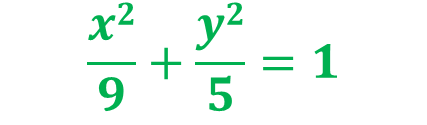 x²/9 + y²/5 = 1